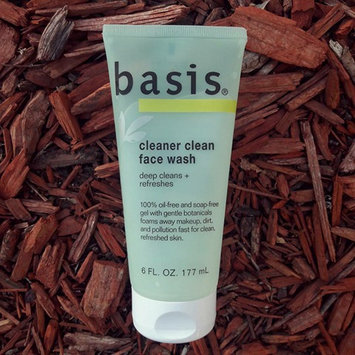 basis®
cleaner clean
face wash
deep cleans +
refreshes
100% oil-free and soap-free
gel with gentle botanicals
foams away makeup, dirt,
and pollution fast for clean,
refreshed skin.
6 FL. OZ. 177 mL